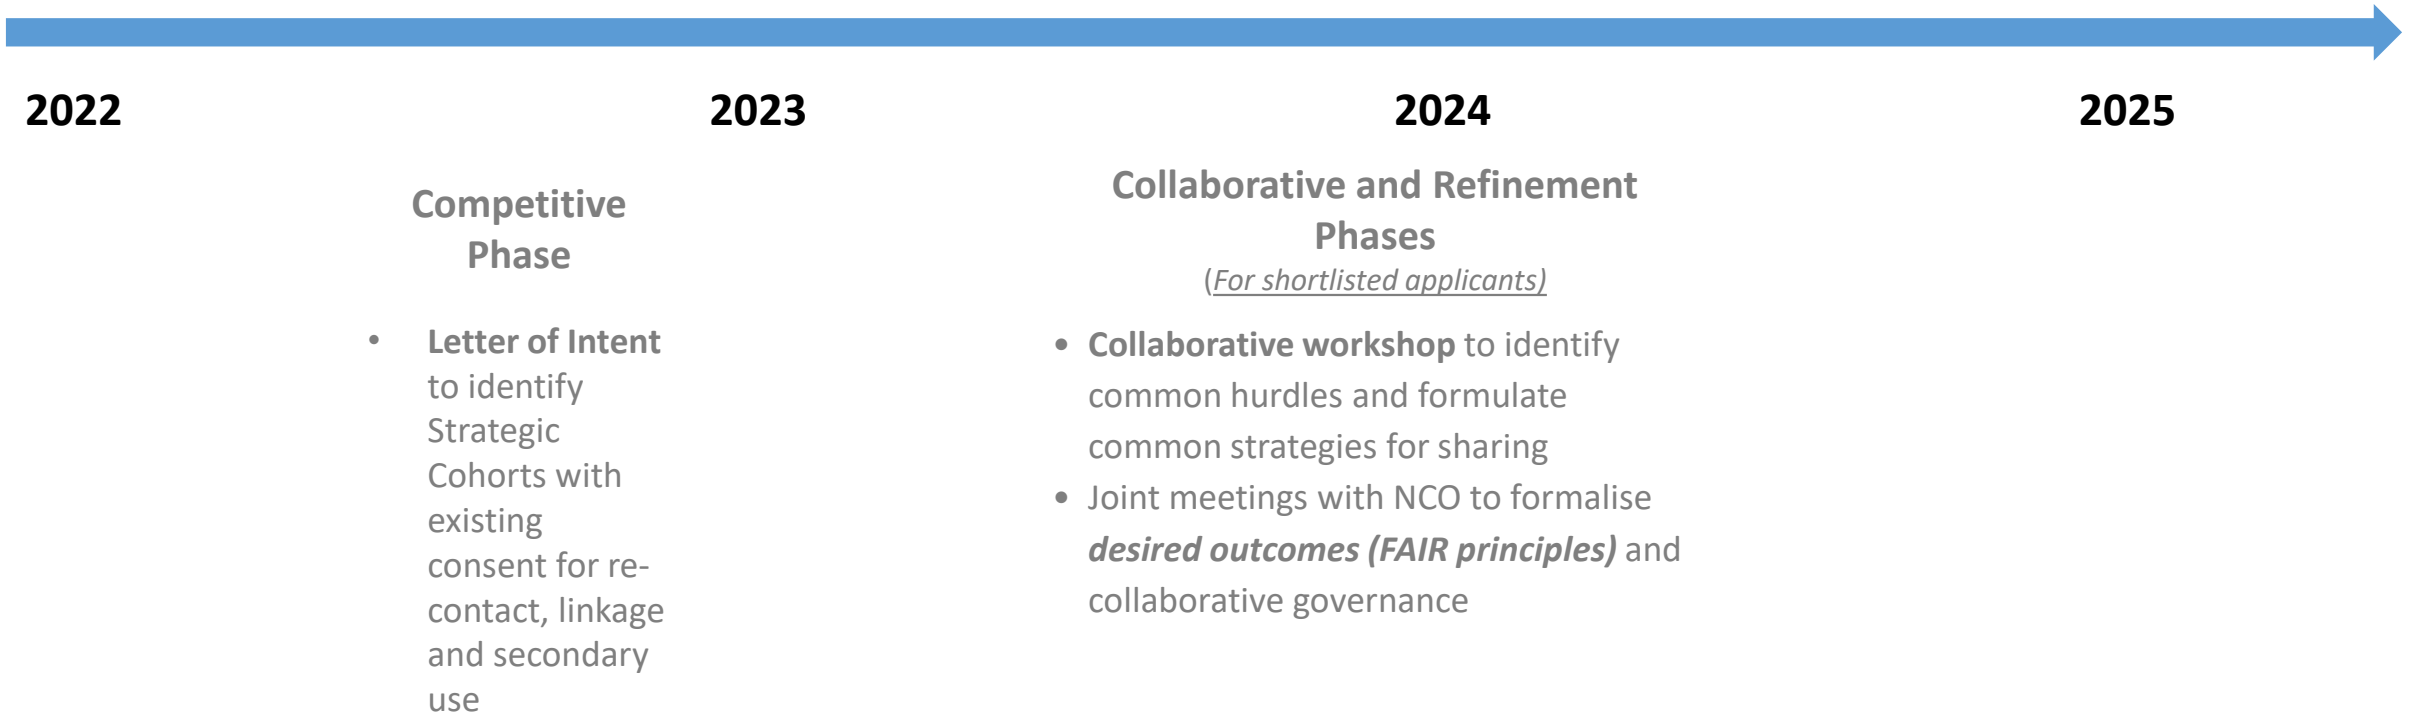 2022 2023 2024 2025
Competitive
Phase
• Letter of Intent
to identify
Strategic
Cohorts with
existing
consent for re-
contact, linkage
and secondary
use
Collaborative and Refinement
Phases
(For shortlisted applicants)
• Collaborative workshop to identify
common hurdles and formulate
common strategies for sharing
• Joint meetings with NCO to formalise
desired outcomes (FAIR principles) and
collaborative governance